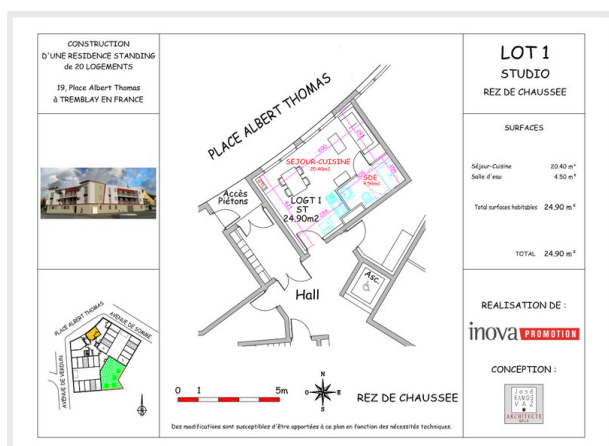 CONSTRUCTION
D'UNE RESIDENCE STANDING
de 20 LOGEMENTS
19, Place Albert Thomas
à TREMBLAY EN FRANCE
PLACE ALBERT THOMAS
AVENUE DE SOMME
AVENUE DE VERDUN
PLACE ALBERT THOMAS
SEJOUR-CUISINE
20.40m2
SDE
4.50m2
LOGT 1
ST
24.90m2
Accès
Piétons
Hall
Asc.
0 1 5m
N
O E
S
REZ DE CHAUSSEE
Des modifications sont susceptibles d'être apportées à ce plan en fonction des nécessités techniques.
LOT 1
STUDIO
REZ DE CHAUSSEE
SURFACES
Séjour-Cuisine 20.40 m²
Salle d'eau 4.50 m²
Total surfaces habitables 24.90 m²
TOTAL 24.90 m²
REALISATION DE :
inova PROMOTION
CONCEPTION :
José
RAMOS
VAZ
ARCHITECTE